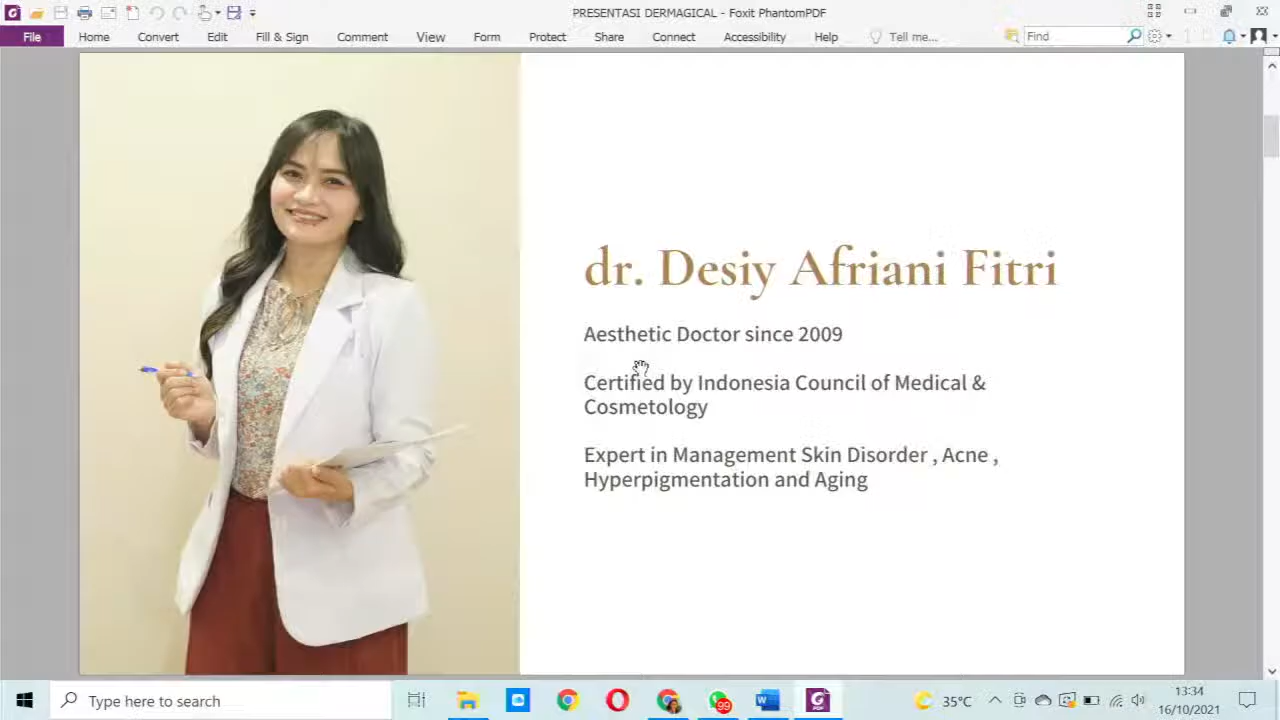 PRESENTASI DERMAGICAL - Foxit PhantomPDF
File Home Convert Edit Fill & Sign Comment View Form Protect Share Connect Accessibility Help Tell me... Find
dr. Desiy Afriani Fitri
Aesthetic Doctor since 2009
Certified by Indonesia Council of Medical &
Cosmetology
Expert in Management Skin Disorder , Acne ,
Hyperpigmentation and Aging
Type here to search 99 PDF 35°C 13:34
16/10/2021